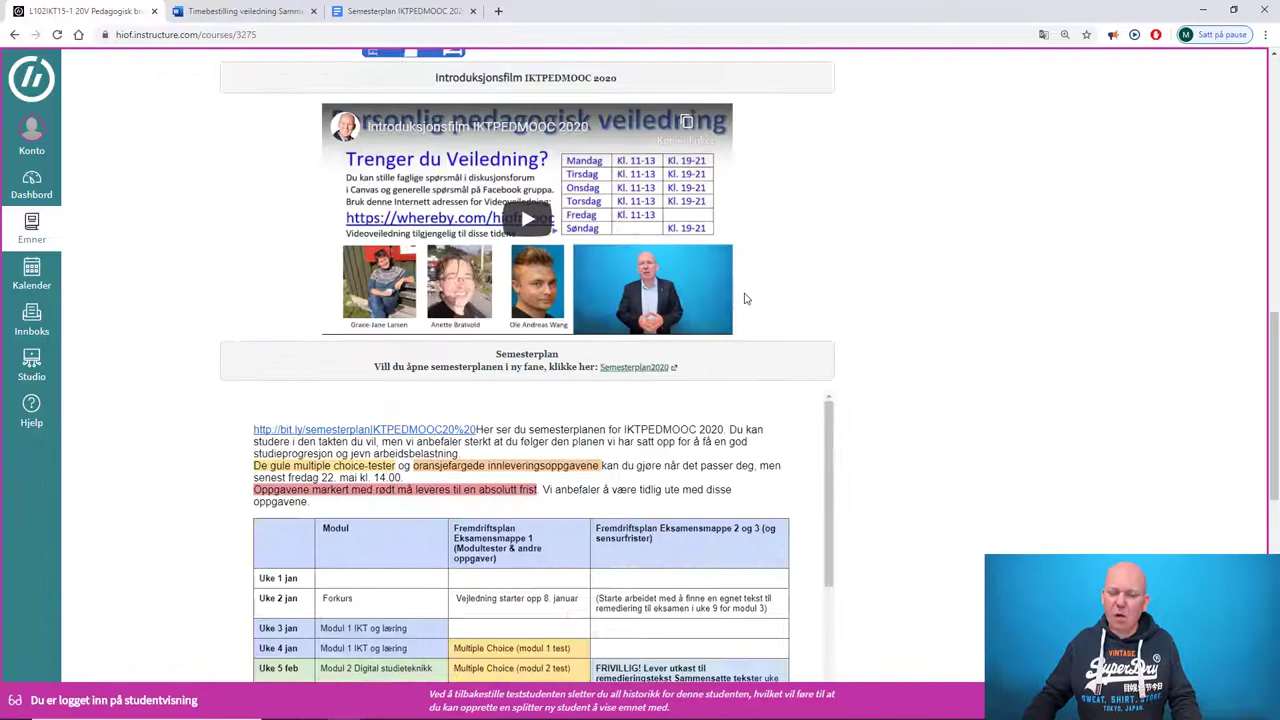 L102IKT15-1 20V Pedagogisk br
Timebestilling veiledning Samme
Semesterplan IKTPEDMOOC 202
hiof.instructure.com/courses/3275
M
Satt på pause
Konto
Dashbord
Emner
Kalender
Innboks
Studio
Hjelp
Introduksjonsfilm IKTPEDMOOC 2020
Personlig pedagogisk veiledning
Introduksjonsfilm IKTPEDMOOC 2020
Trenger du Veiledning?
Du kan stille faglige spørsmål i diskusjonsforum
i Canvas og generelle spørsmål på Facebook gruppa.
Bruk denne Internett adressen for Videoveiledning:
https://whereby.com/hiof
Videoveiledning tilgjengelig til disse tidene
Mandag Kl. 11-13 Kl. 19-21
Tirsdag Kl. 11-13 Kl. 19-21
Onsdag Kl. 11-13 Kl. 19-21
Torsdag Kl. 11-13 Kl. 19-21
Fredag Kl. 11-13
Søndag Kl. 19-21
Grace-Jane Larsen
Anette Bratvold
Ole Andreas Wang
Semesterplan
Vill du åpne semesterplanen i ny fane, klikke her: Semesterplan2020
http://bit.ly/semesterplanIKTPEDMOOC20%20Her ser du semesterplanen for IKTPEDMOOC 2020. Du kan
studere i den takten du vil, men vi anbefaler sterkt at du følger den planen vi har satt opp for å få en god
studieprogresjon og jevn arbeidsbelastning.
De gule multiple choice-tester og oransjefargede innleveringsoppgavene kan du gjøre når det passer deg, men
senest fredag 22. mai kl. 14.00.
Oppgavene markert med rødt må leveres til en absolutt frist. Vi anbefaler å være tidlig ute med disse
oppgavene.
Modul
Fremdriftsplan
Eksamensmappe 1
(Modultester & andre
oppgaver)
Fremdriftsplan Eksamensmappe 2 og 3 (og
sensurfrister)
Uke 1 jan
Uke 2 jan
Forkurs
Vejledning starter opp 8. januar
(Starte arbeidet med å finne en egnet tekst til
remediering til eksamen i uke 9 for modul 3)
Uke 3 jan
Modul 1 IKT og læring
Uke 4 jan
Modul 1 IKT og læring
Multiple Choice (modul 1 test)
Uke 5 feb
Modul 2 Digital studieteknikk
Multiple Choice (modul 2 test)
FRIVILLIG! Lever utkast til
remedieringstekst Sammensatte tekster uke
VINTAGE
SuperDry
SWEAT, SHIRT, STORE
TOKYO, JAPAN.
Du er logget inn på studentvisning
Ved å tilbakestille teststudenten sletter du all historikk for denne studenten, hvilket vil føre til at
du kan opprette en splitter ny student å vise emnet med.